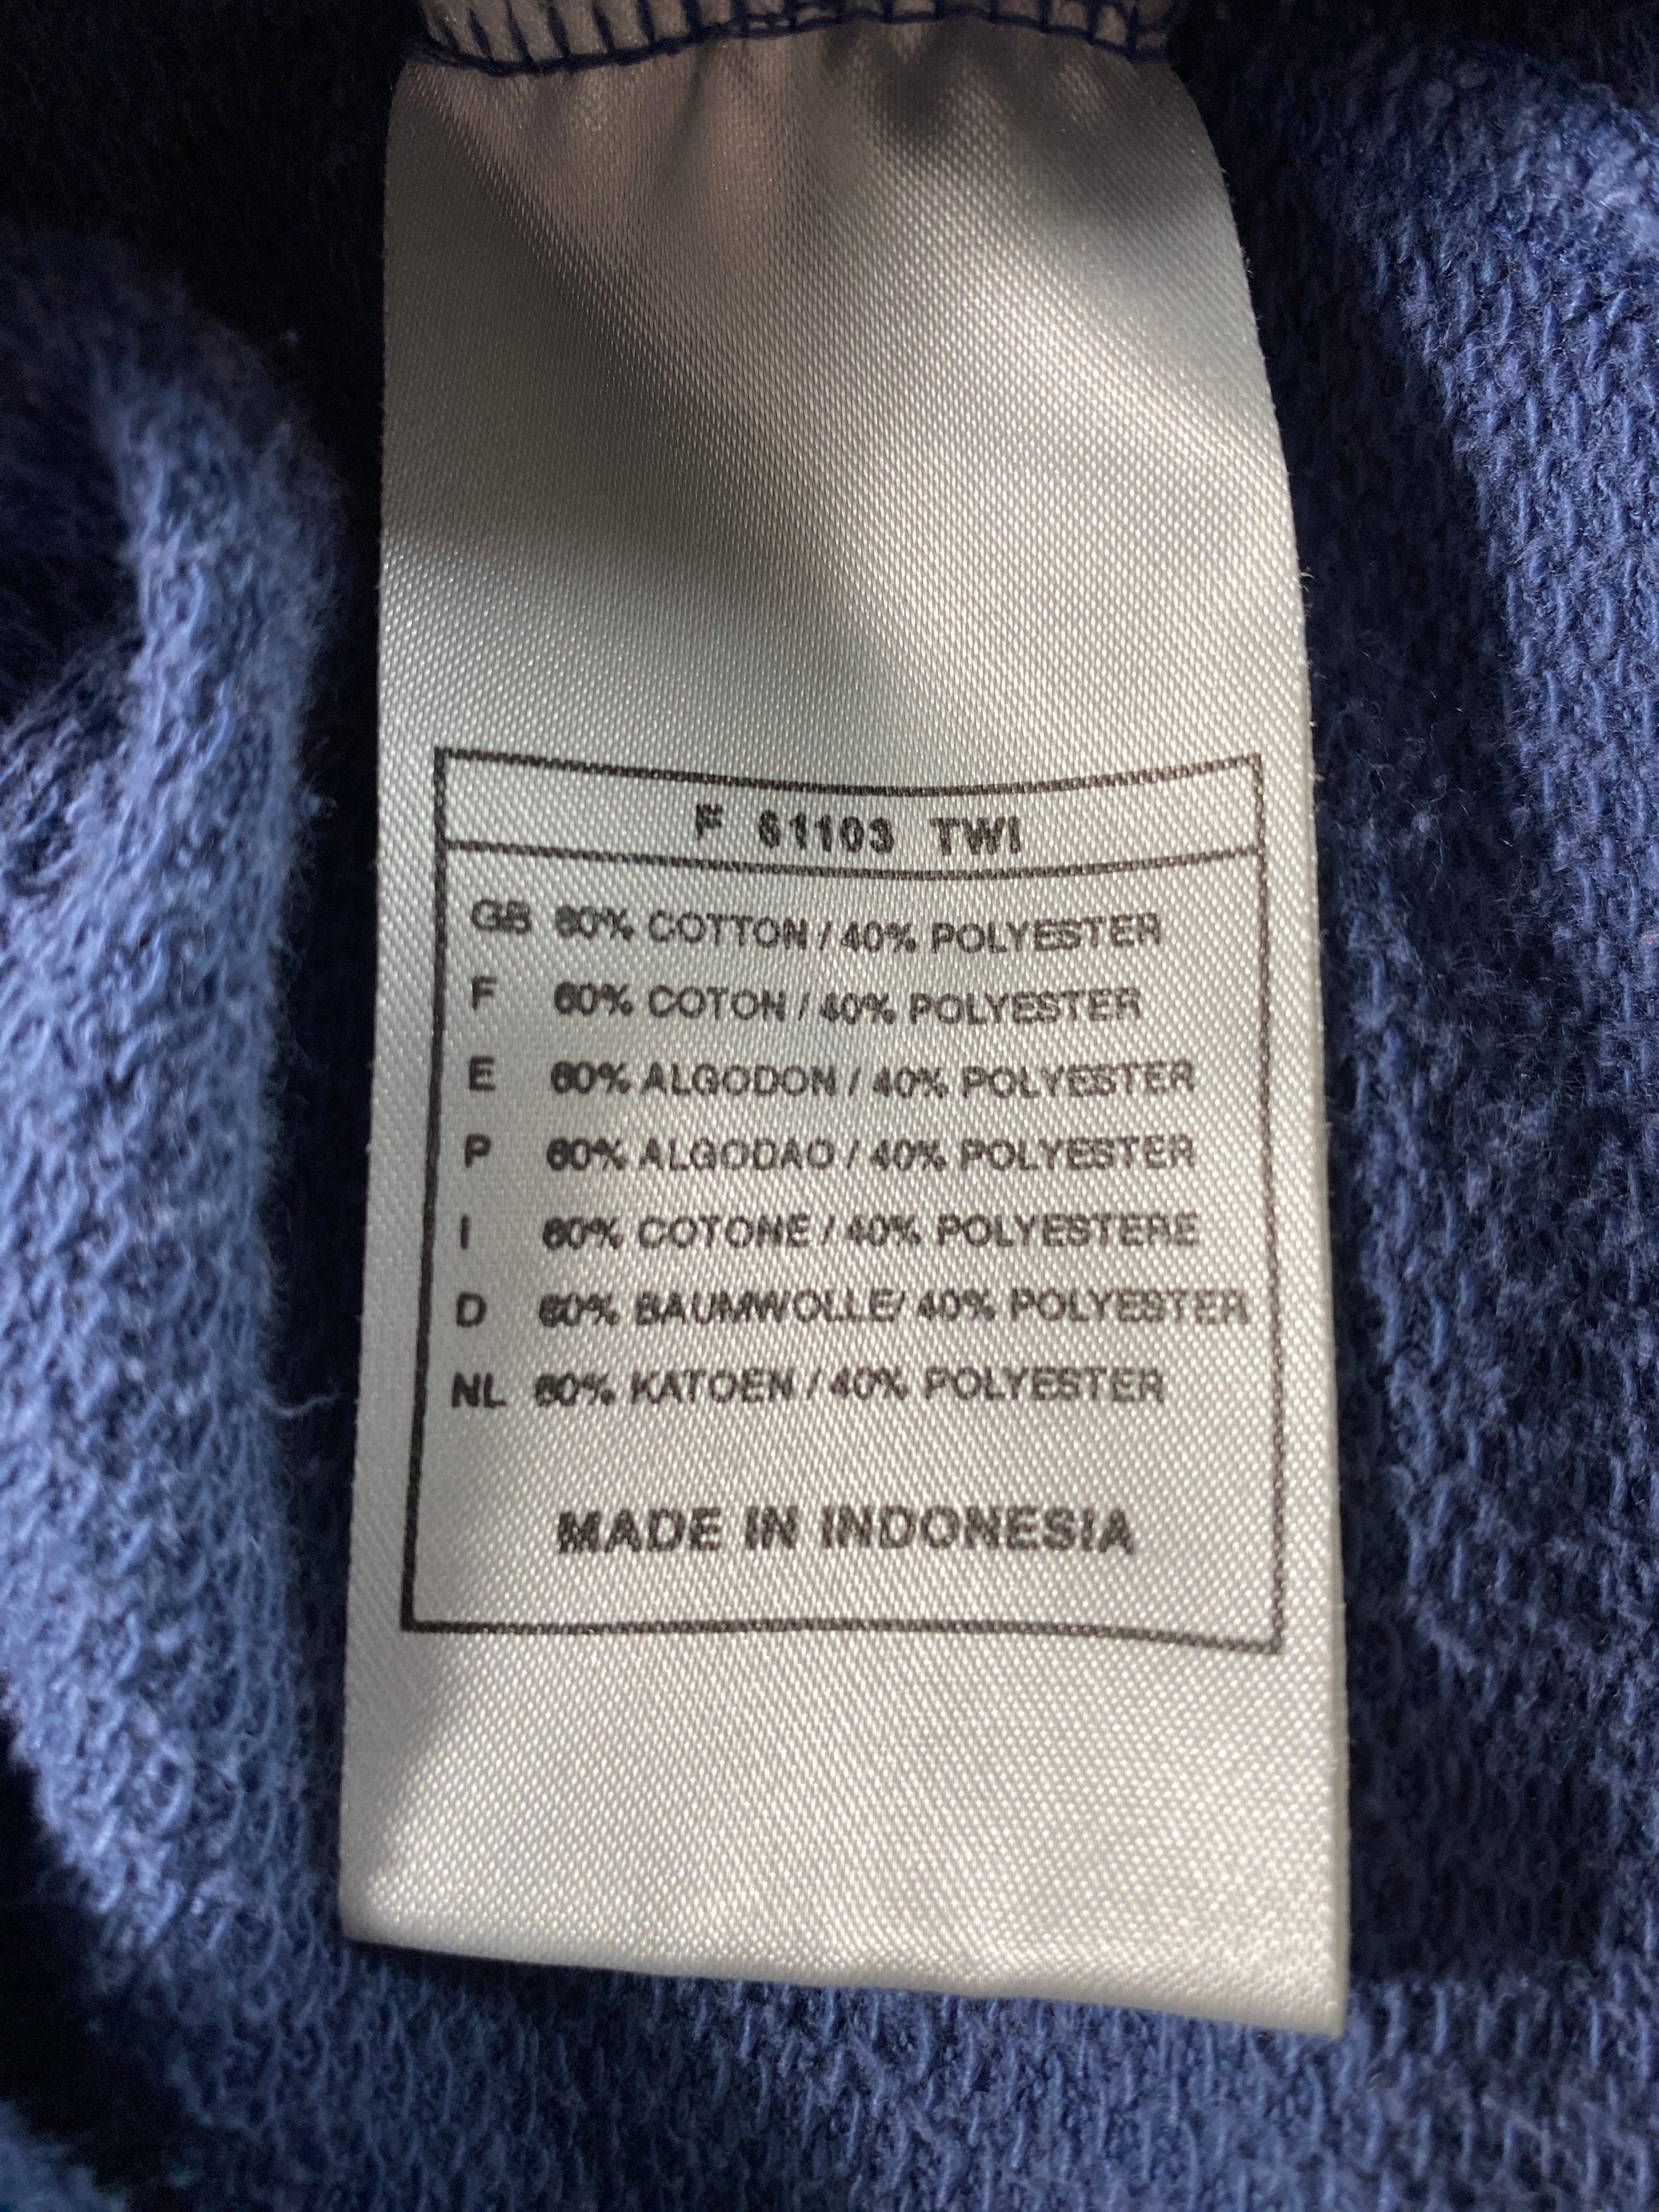 F 61103 TWI
GB 60% COTTON / 40% POLYESTER
F 60% COTON / 40% POLYESTER
E 60% ALGODON / 40% POLYESTER
P 60% ALGODAO / 40% POLYESTER
I 60% COTONE / 40% POLYESTERE
D 60% BAUMWOLLE/ 40% POLYESTER
NL 60% KATOEN / 40% POLYESTER
MADE IN INDONESIA